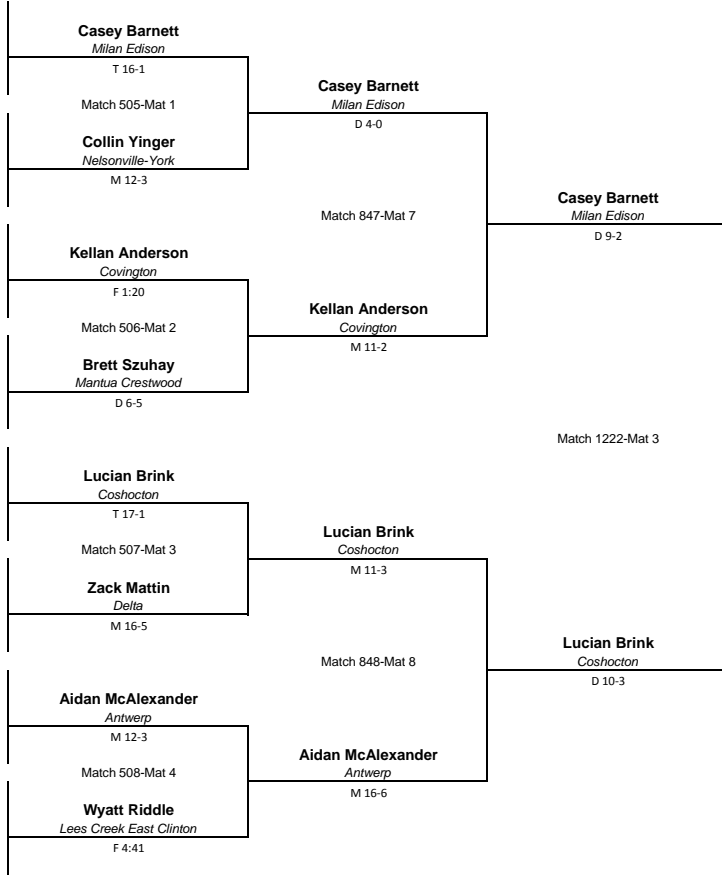 Casey Barnett
Milan Edison
T 16-1
Match 505-Mat 1
Collin Yinger
Nelsonville-York
M 12-3
Kellan Anderson
Covington
F 1:20
Match 506-Mat 2
Brett Szuhay
Mantua Crestwood
D 6-5
Lucian Brink
Coshocton
T 17-1
Match 507-Mat 3
Zack Mattin
Delta
M 16-5
Aidan McAlexander
Antwerp
M 12-3
Match 508-Mat 4
Wyatt Riddle
Lees Creek East Clinton
F 4:41
Casey Barnett
Milan Edison
D 4-0
Match 847-Mat 7
Kellan Anderson
Covington
M 11-2
Lucian Brink
Coshocton
M 11-3
Match 848-Mat 8
Aidan McAlexander
Antwerp
M 16-6
Casey Barnett
Milan Edison
D 9-2
Match 1222-Mat 3
Lucian Brink
Coshocton
D 10-3